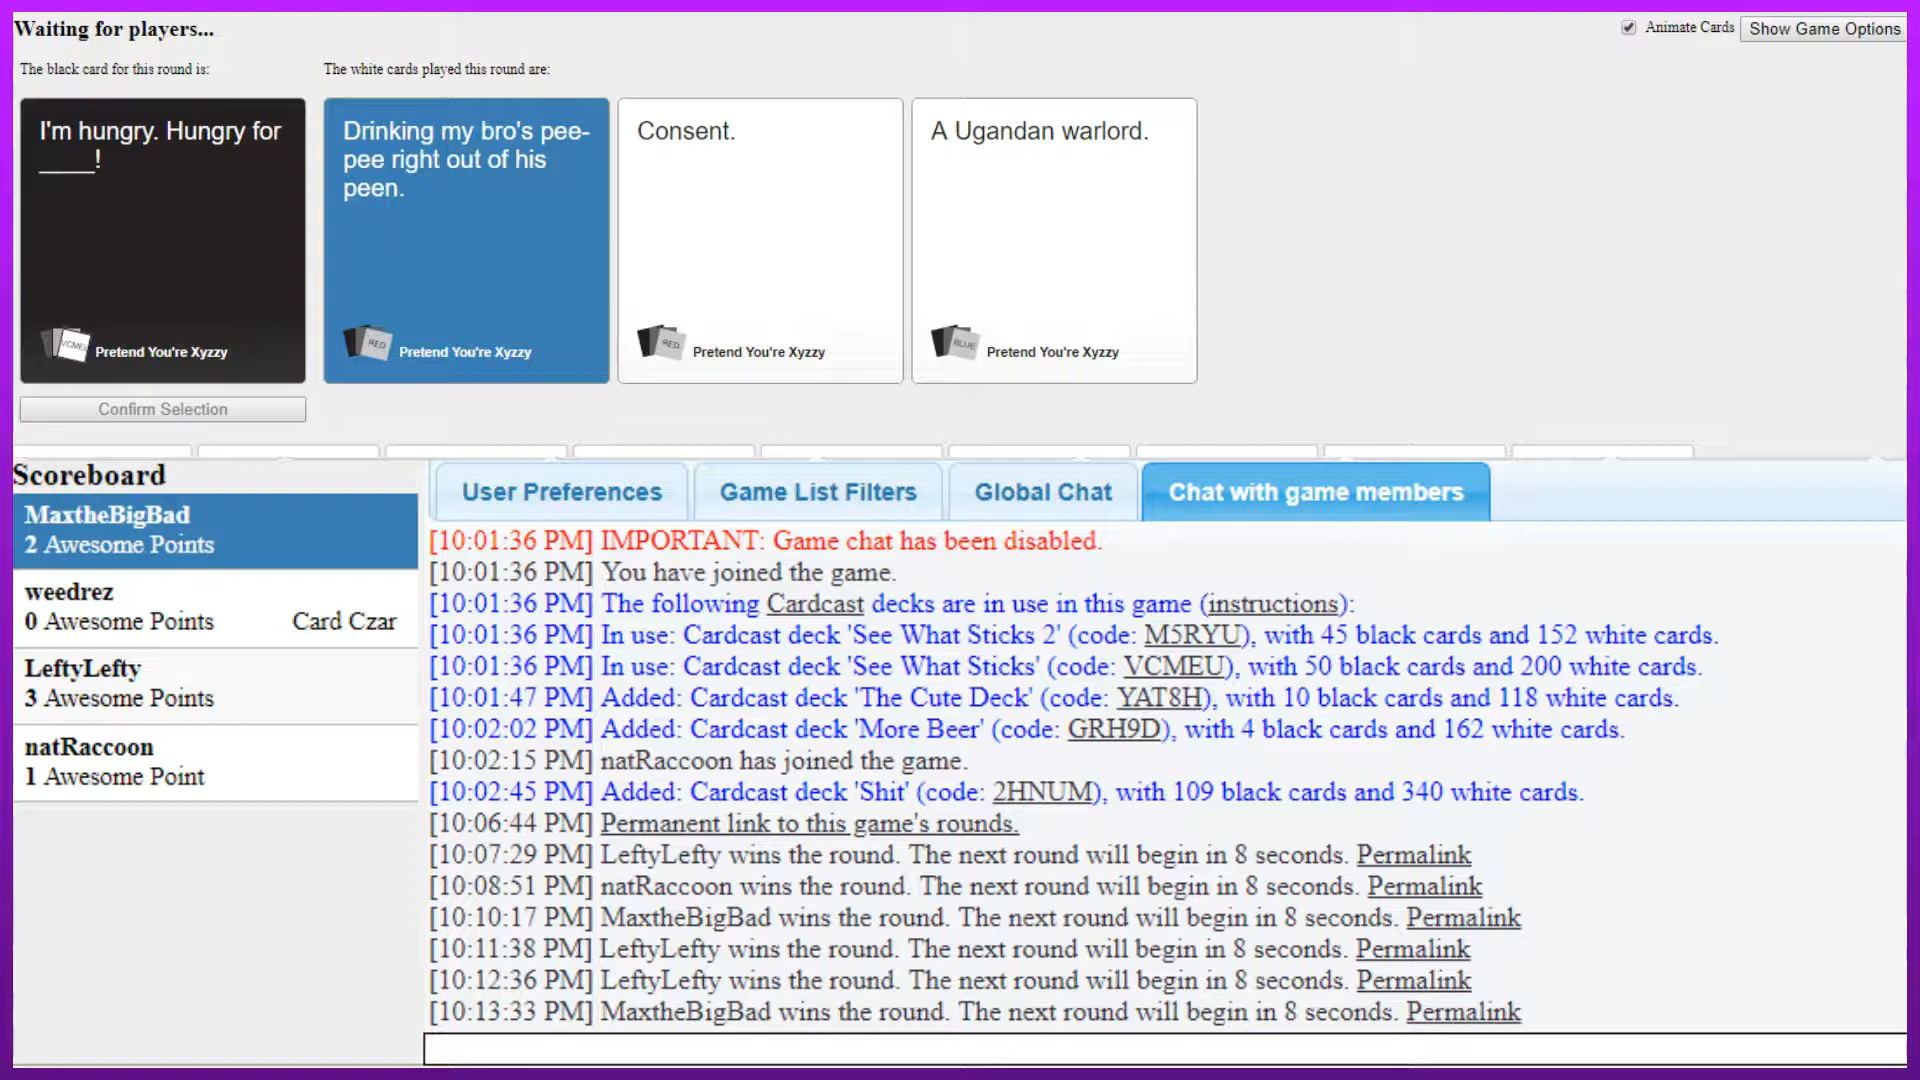 Waiting for players...
Animate Cards
Show Game Options
The black card for this round is:
The white cards played this round are:
I'm hungry. Hungry for
____!
VCMEU
Pretend You're Xyzzy
Drinking my bro's pee-
pee right out of his
peen.
RED
Pretend You're Xyzzy
Consent.
RED
Pretend You're Xyzzy
A Ugandan warlord.
BLUE
Pretend You're Xyzzy
Confirm Selection
Scoreboard
MaxtheBigBad
2 Awesome Points
weedrez
0 Awesome Points
Card Czar
LeftyLefty
3 Awesome Points
natRaccoon
1 Awesome Point
User Preferences
Game List Filters
Global Chat
Chat with game members
[10:01:36 PM] IMPORTANT: Game chat has been disabled.
[10:01:36 PM] You have joined the game.
[10:01:36 PM] The following Cardcast decks are in use in this game (instructions):
[10:01:36 PM] In use: Cardcast deck 'See What Sticks 2' (code: M5RYU), with 45 black cards and 152 white cards.
[10:01:36 PM] In use: Cardcast deck 'See What Sticks' (code: VCMEU), with 50 black cards and 200 white cards.
[10:01:47 PM] Added: Cardcast deck 'The Cute Deck' (code: YAT8H), with 10 black cards and 118 white cards.
[10:02:02 PM] Added: Cardcast deck 'More Beer' (code: GRH9D), with 4 black cards and 162 white cards.
[10:02:15 PM] natRaccoon has joined the game.
[10:02:45 PM] Added: Cardcast deck 'Shit' (code: 2HNUM), with 109 black cards and 340 white cards.
[10:06:44 PM] Permanent link to this game's rounds.
[10:07:29 PM] LeftyLefty wins the round. The next round will begin in 8 seconds. Permalink
[10:08:51 PM] natRaccoon wins the round. The next round will begin in 8 seconds. Permalink
[10:10:17 PM] MaxtheBigBad wins the round. The next round will begin in 8 seconds. Permalink
[10:11:38 PM] LeftyLefty wins the round. The next round will begin in 8 seconds. Permalink
[10:12:36 PM] LeftyLefty wins the round. The next round will begin in 8 seconds. Permalink
[10:13:33 PM] MaxtheBigBad wins the round. The next round will begin in 8 seconds. Permalink